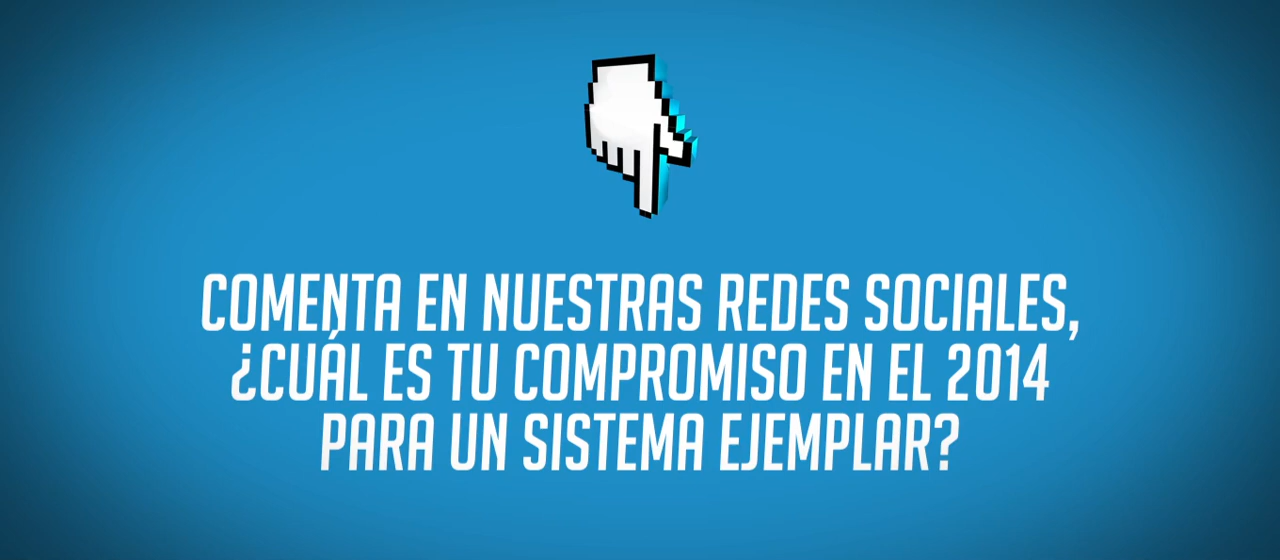 COMENTA EN NUESTRAS REDES SOCIALES,
¿CUÁL ES TU COMPROMISO EN EL 2014
PARA UN SISTEMA EJEMPLAR?